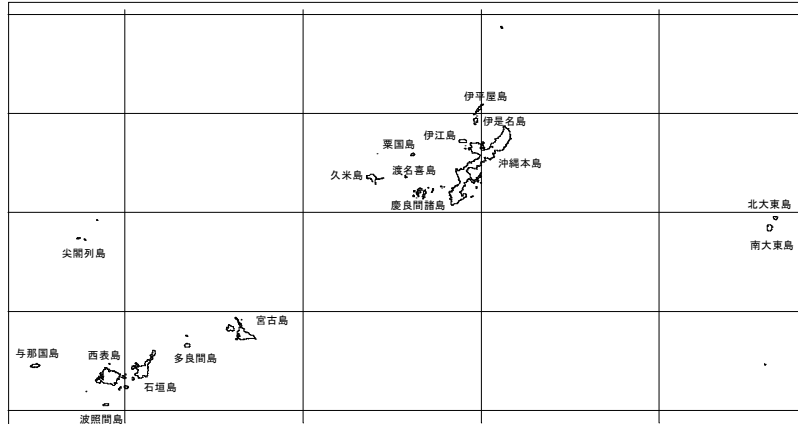 伊平屋島
伊是名島
伊江島
粟国島
沖縄本島
渡名喜島
久米島
慶良間諸島
北大東島
南大東島
尖閣列島
宮古島
多良間島
与那国島
西表島
石垣島
波照間島